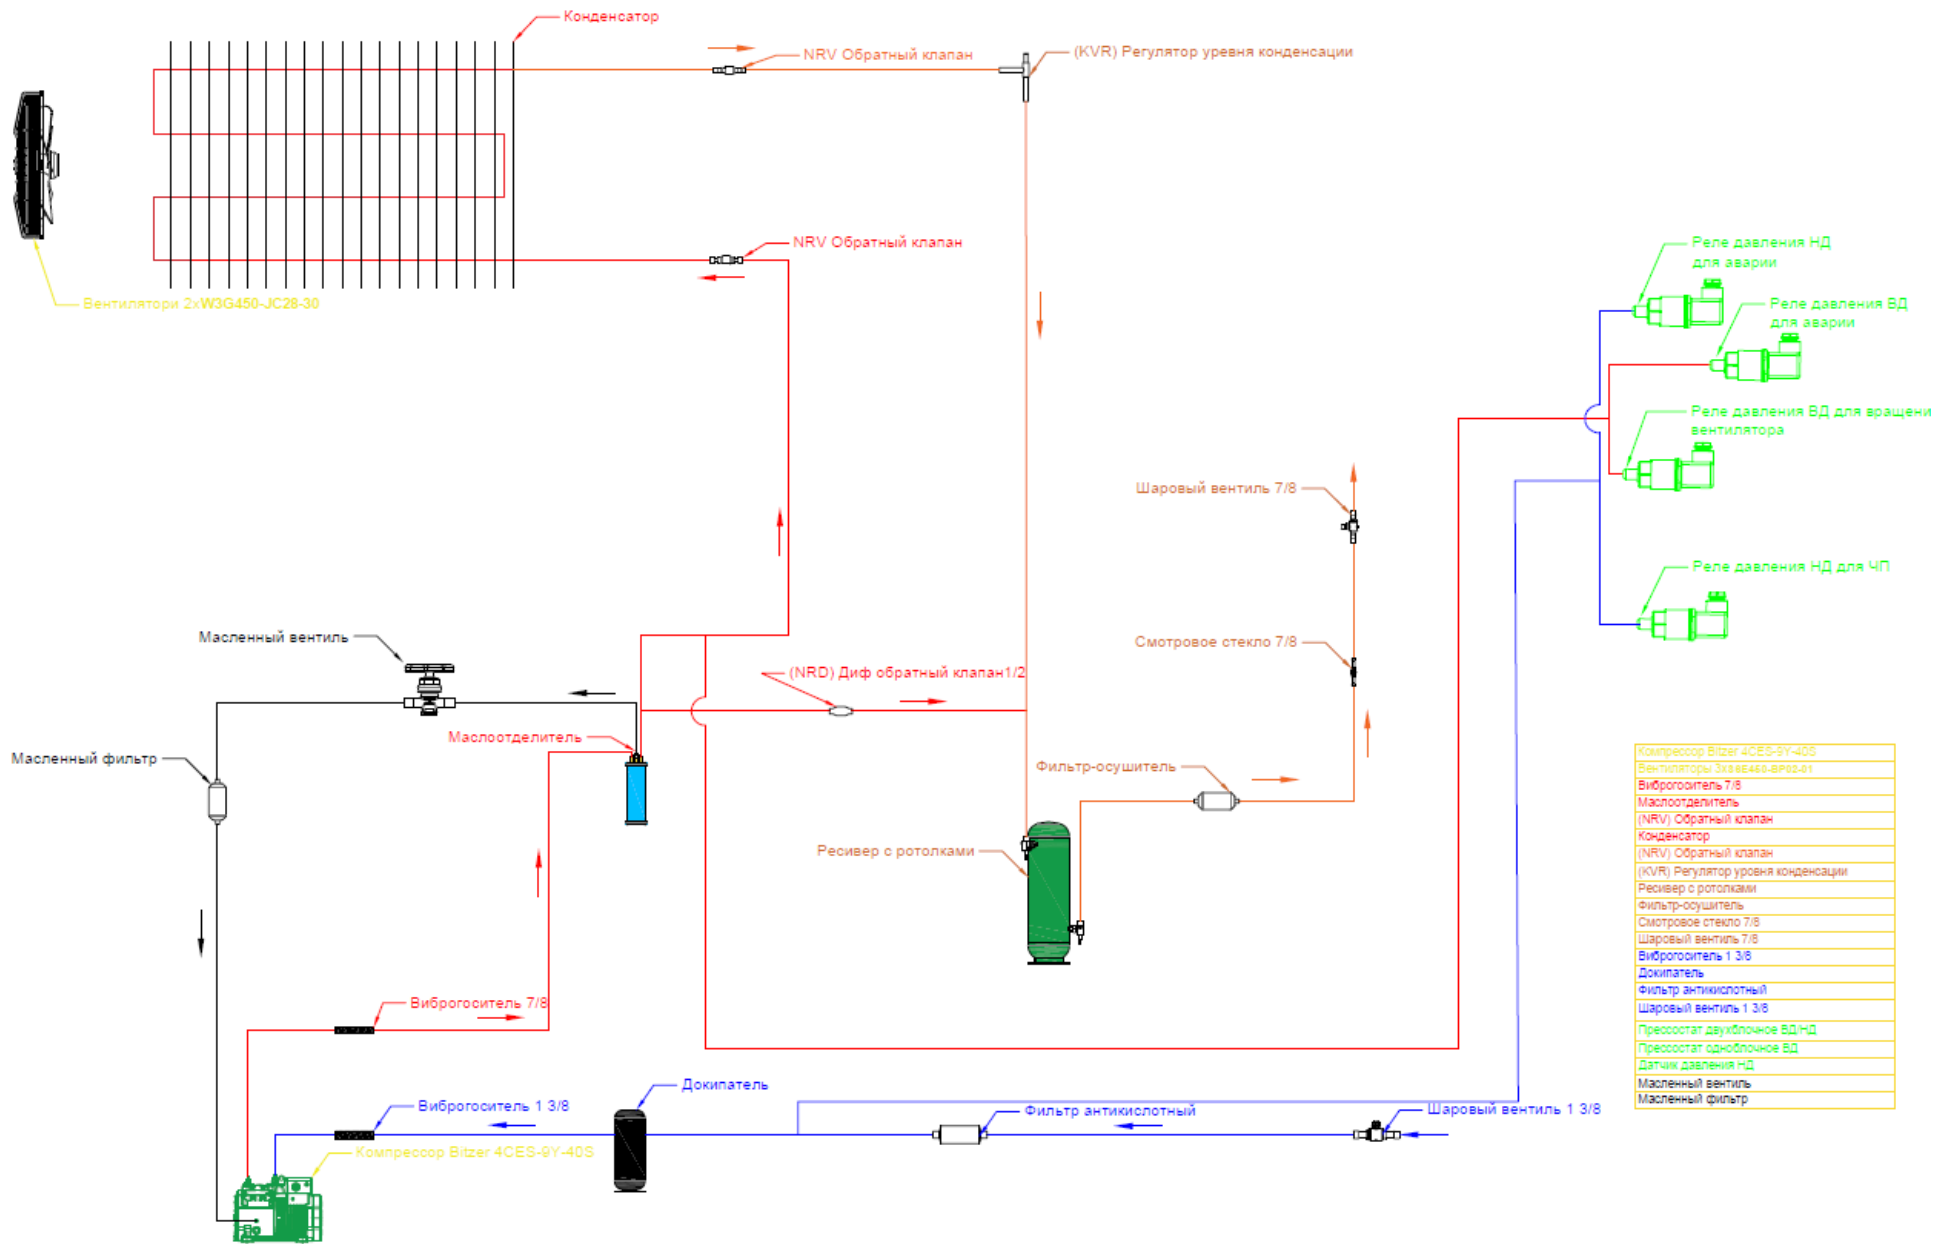 Конденсатор
NRV Обратный клапан
(KVR) Регулятор уревня конденсации
NRV Обратный клапан
Вентилятори 2xW3G450-JC28-30
Реле давления НД
для аварии
Реле давления ВД
для аварии
Реле давления ВД для вращени
вентилятора
Шаровый вентиль 7/8
Реле давления НД для ЧП
Масленный вентиль
Смотровое стекло 7/8
(NRD) Диф обратный клапан1/2
Маслоотделитель
Масленный фильтр
Фильтр-осушитель
Ресивер с ротолками
Виброгоситель 7/8
Докипатель
Виброгоситель 1 3/8
Фильтр антикислотный
Шаровый вентиль 1 3/8
Компрессор Bitzer 4CES-9Y-40S
Компрессор Bitzer 4CES-9Y-40S
Вентиляторы
Виброгоситель 7/8
Маслоотделитель
(NRV) Обратный клапан
Конденсатор
(NRV) Обратный клапан
(KVR) Регулятор уровня конденсации
Ресивер с ротолками
Фильтр-осушитель
Смотровое стекло 7/8
Шаровый вентиль 7/8
Виброгоситель 1 3/8
Докипатель
Фильтр антикислотный
Шаровый вентиль 1 3/8
Прессостат двухблочное ВД/НД
Прессостат одноблочное ВД
Датчик давления НД
Масленный вентиль
Масленный фильтр